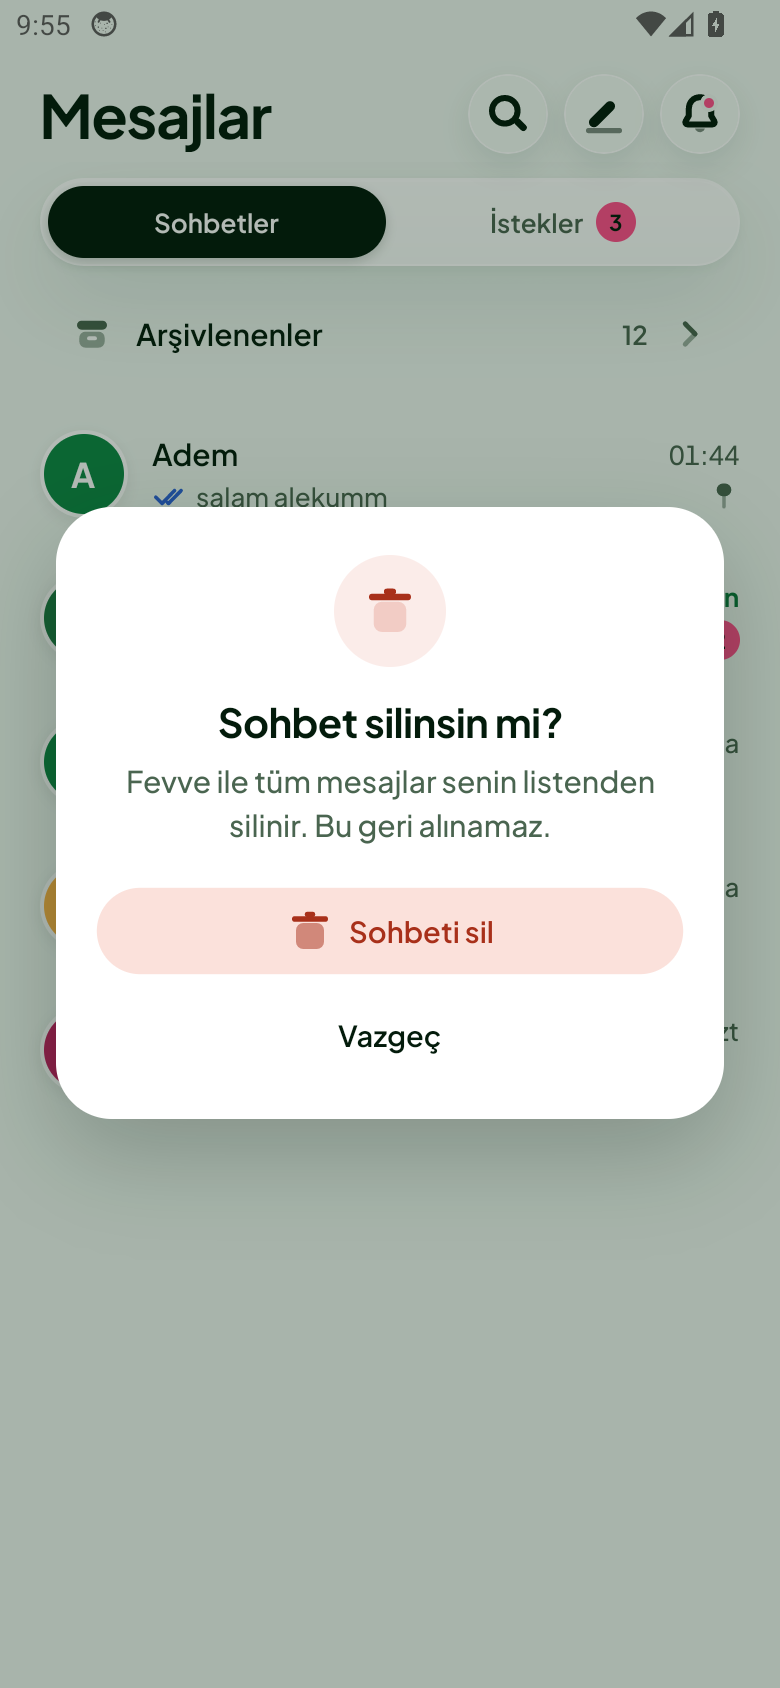 9:55
Mesajlar
Sohbetler
İstekler 3
Arşivlenenler 12
A
Adem 01:44
salam alekumm
Sohbet silinsin mi?
Fevve ile tüm mesajlar senin listenden
silinir. Bu geri alınamaz.
Sohbeti sil
Vazgeç